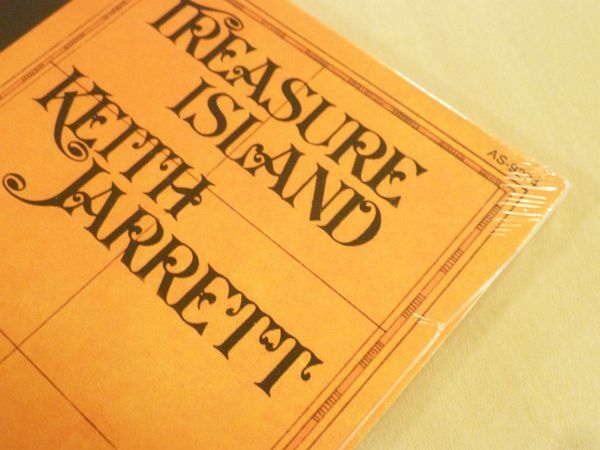 TREASURE
ISLAND
KEITH
JARRETT